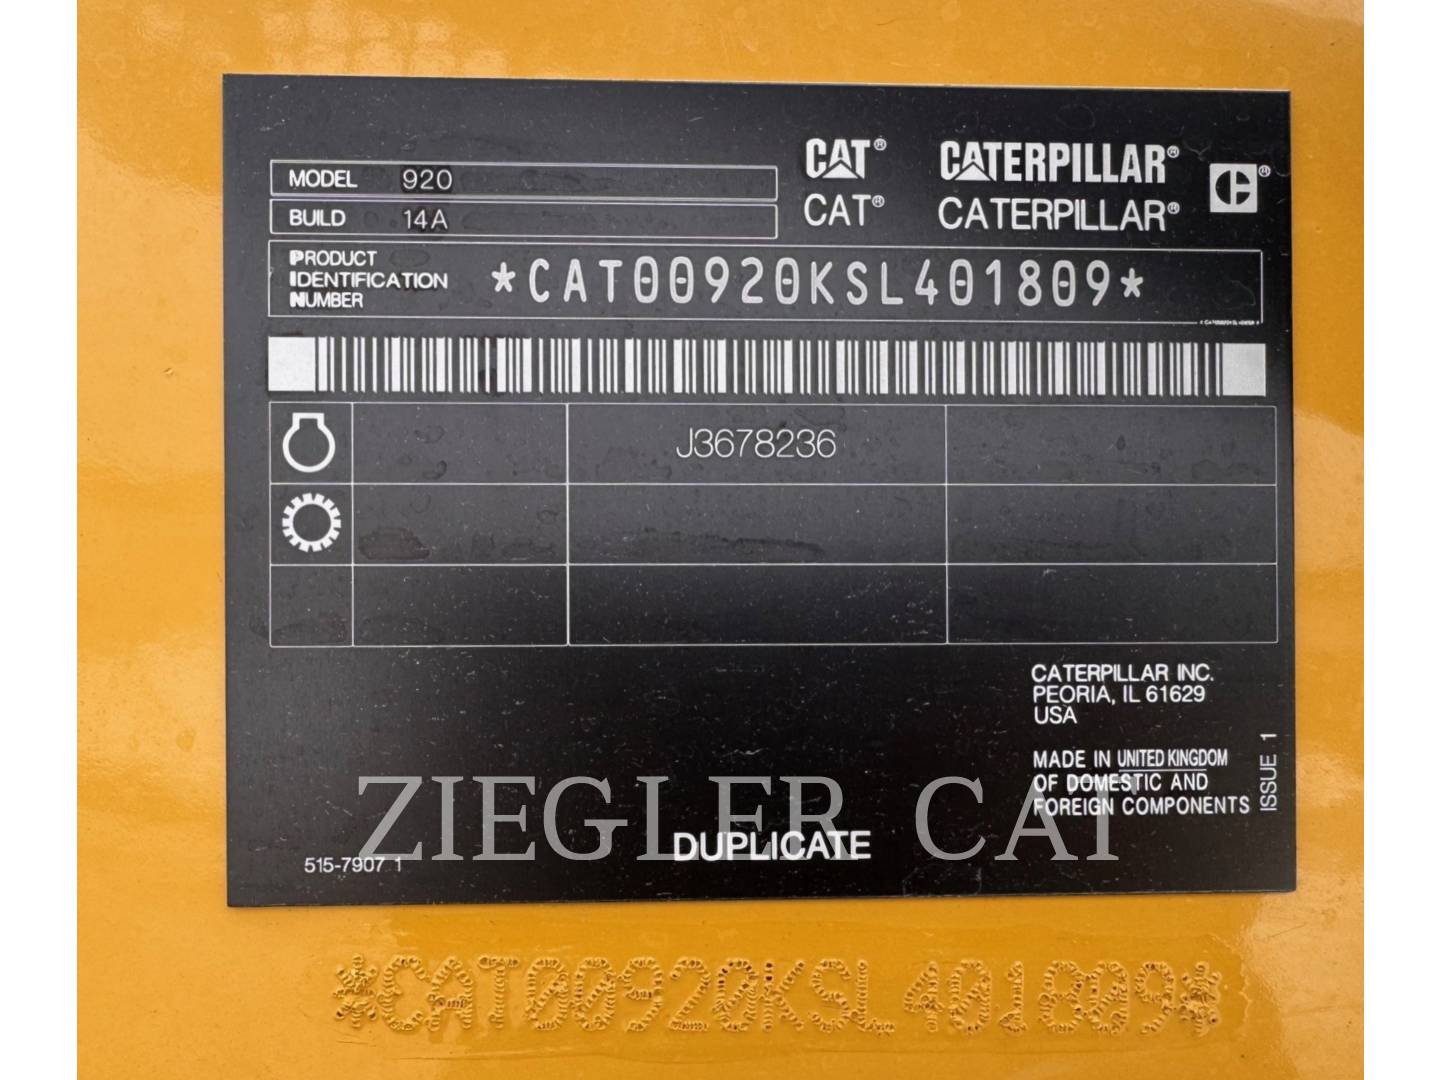 MODEL 920
BUILD 14A
CAT® CATERPILLAR®
CAT® CATERPILLAR®
PRODUCT IDENTIFICATION NUMBER *CAT00920KSL401809*
J3678236
CATERPILLAR INC.
PEORIA, IL 61629
USA
MADE IN UNITED KINGDOM
OF DOMESTIC AND
FOREIGN COMPONENTS
ISSUE 1
ZIEGLER CAT
DUPLICATE
515-7907 1
*CAT00920KSL401809*